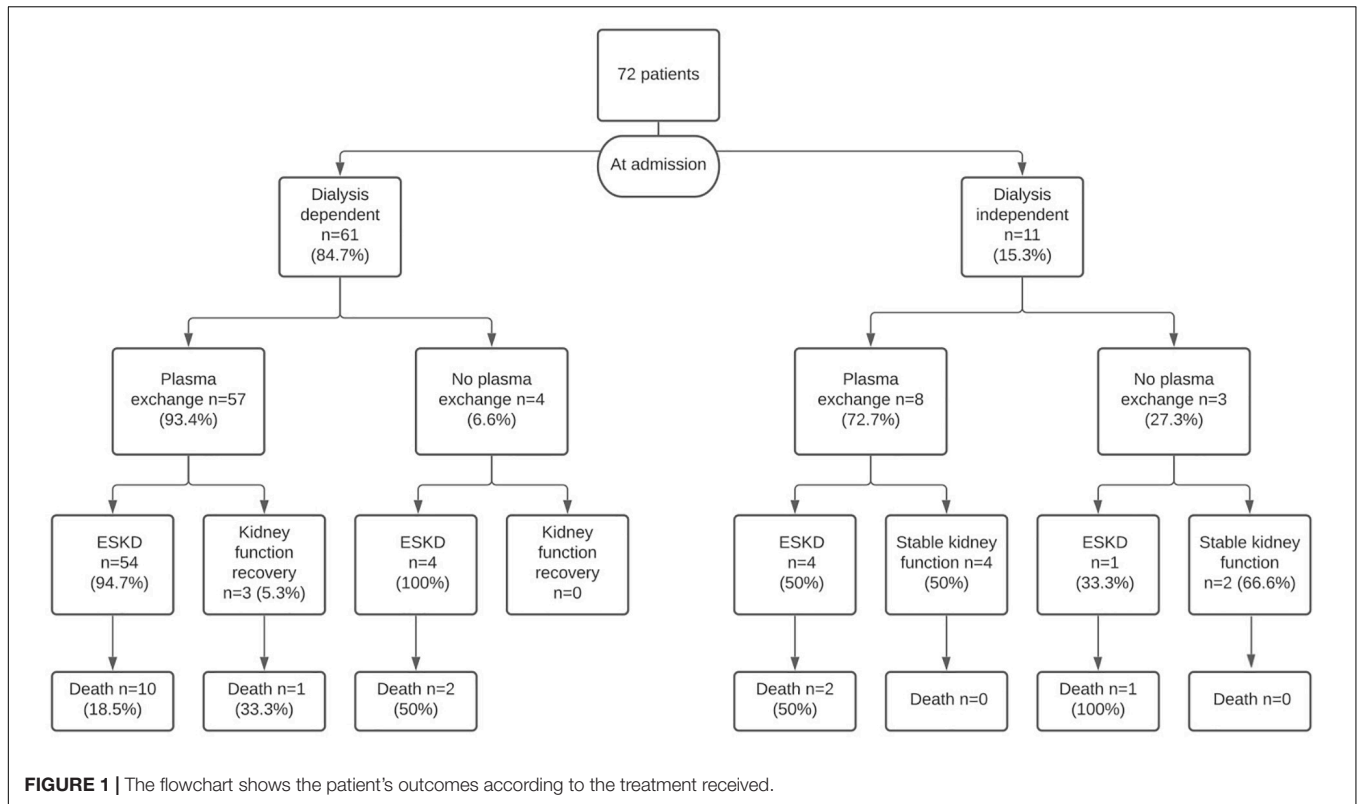 72 patients
At admission
Dialysis
dependent
n=61
(84.7%)
Dialysis
independent
n=11
(15.3%)
Plasma
exchange n=57
(93.4%)
No plasma
exchange n=4
(6.6%)
Plasma
exchange n=8
(72.7%)
No plasma
exchange n=3
(27.3%)
ESKD
n=54
(94.7%)
Kidney
function
recovery
n=3 (5.3%)
ESKD
n=4
(100%)
Kidney
function
recovery
n=0
ESKD
n=4
(50%)
Stable kidney
function n=4
(50%)
ESKD
n=1
(33.3%)
Stable kidney
function
n=2 (66.6%)
Death n=10
(18.5%)
Death n=1
(33.3%)
Death n=2
(50%)
Death n=2
(50%)
Death n=0
Death n=1
(100%)
Death n=0
FIGURE 1 | The flowchart shows the patient's outcomes according to the treatment received.